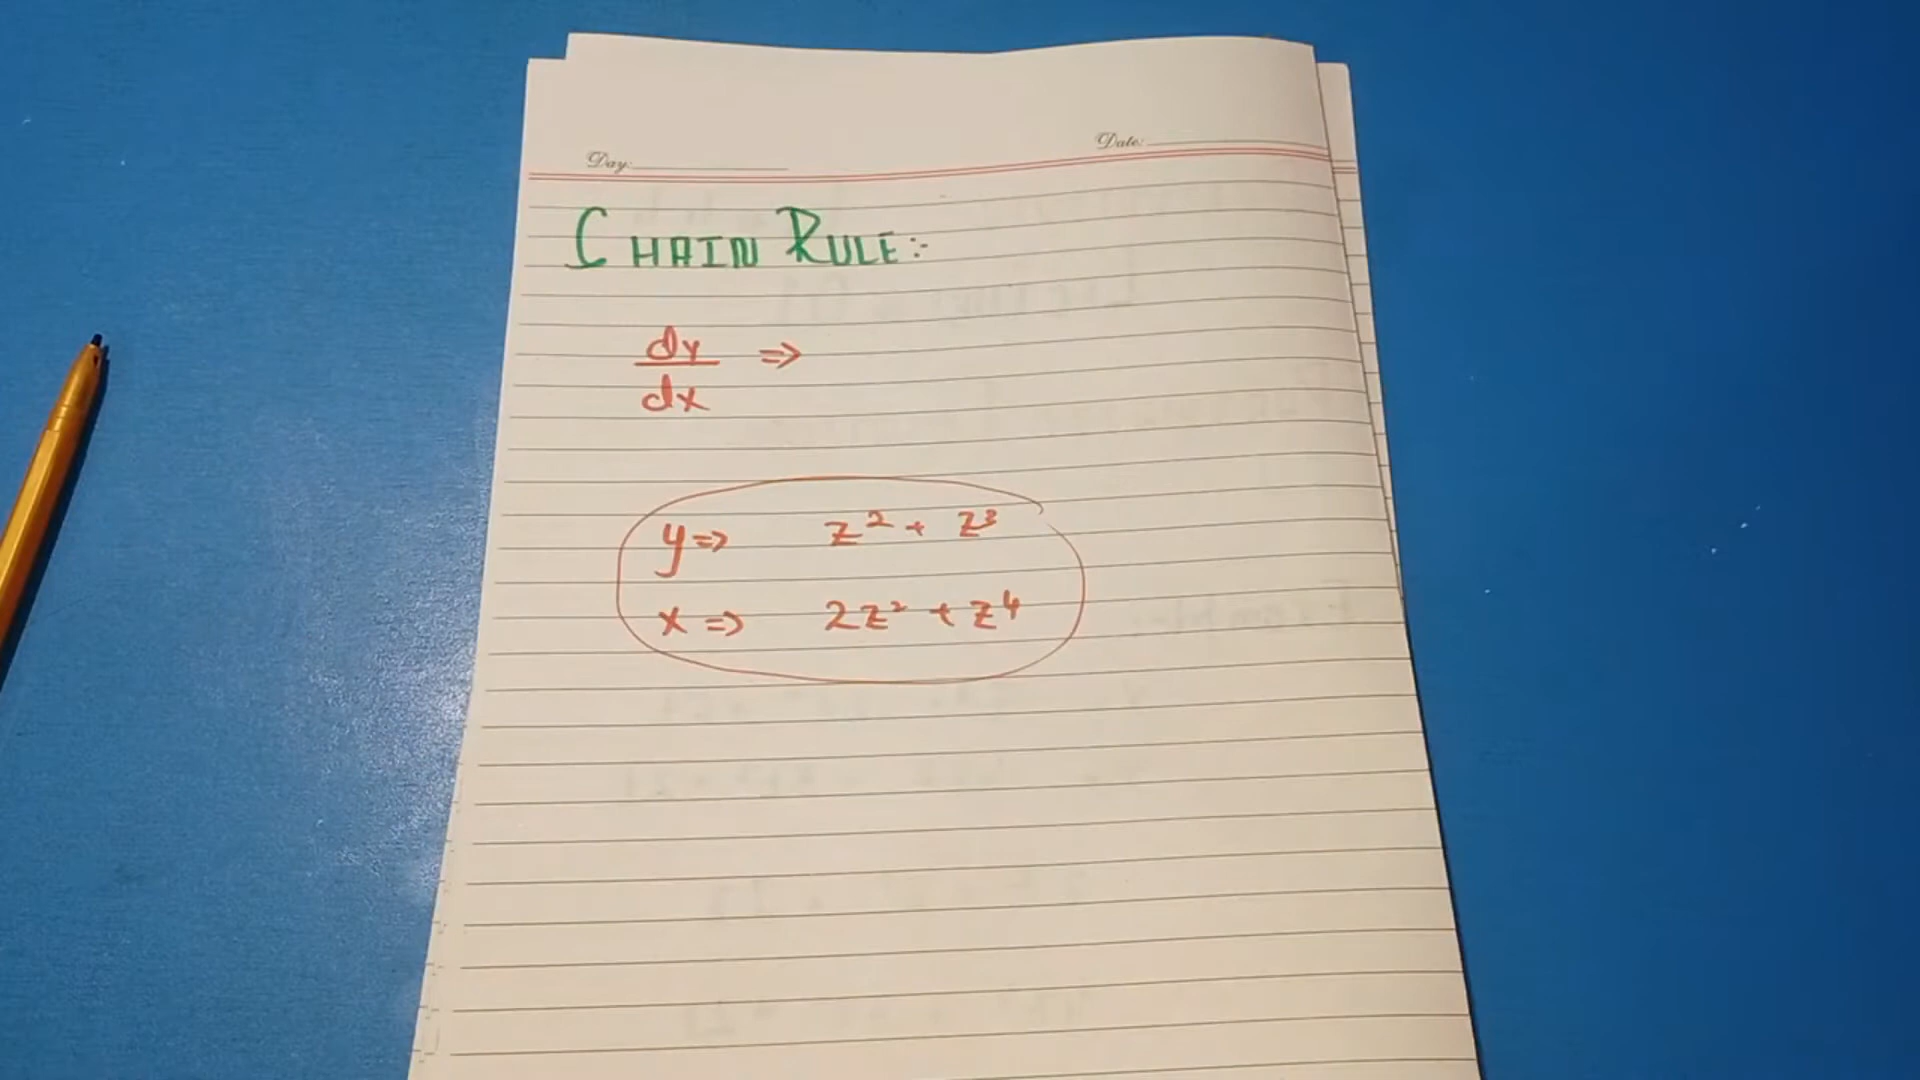 Day: Date:
CHAIN RULE:-
dy
dx =>
y => z² + z³
x => 2z² + z⁴